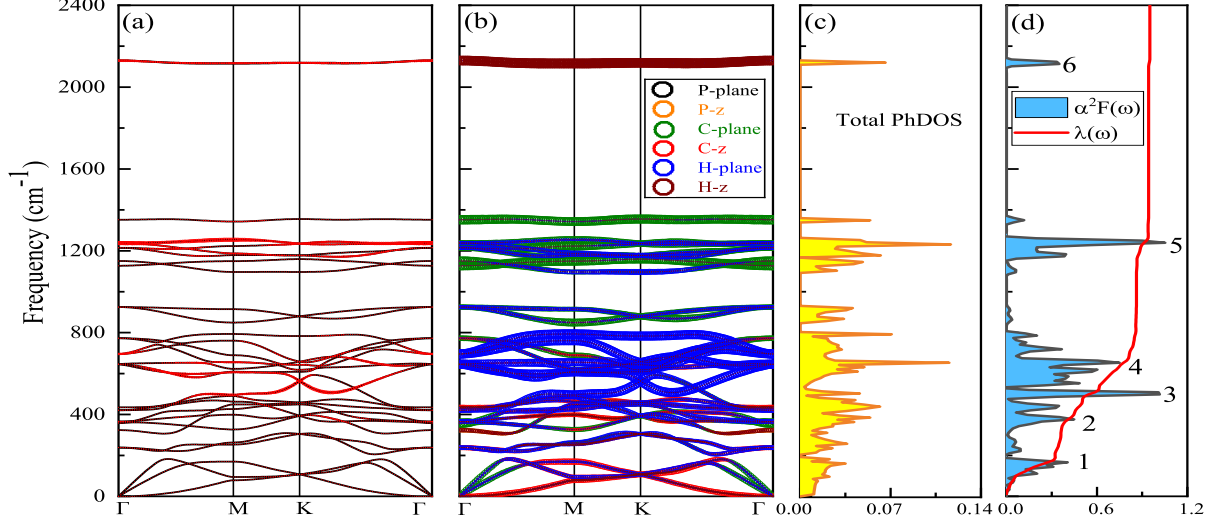 (a) (b) (c) (d)
2400
2000
1600
1200
800
400
0
Frequency (cm⁻¹)
Γ M K Γ
Γ M K Γ
P-plane
P-z
C-plane
C-z
H-plane
H-z
Total PhDOS
0.00 0.07 0.14
α²F(ω)
λ(ω)
6
5
4
3
2
1
0.0 0.6 1.2